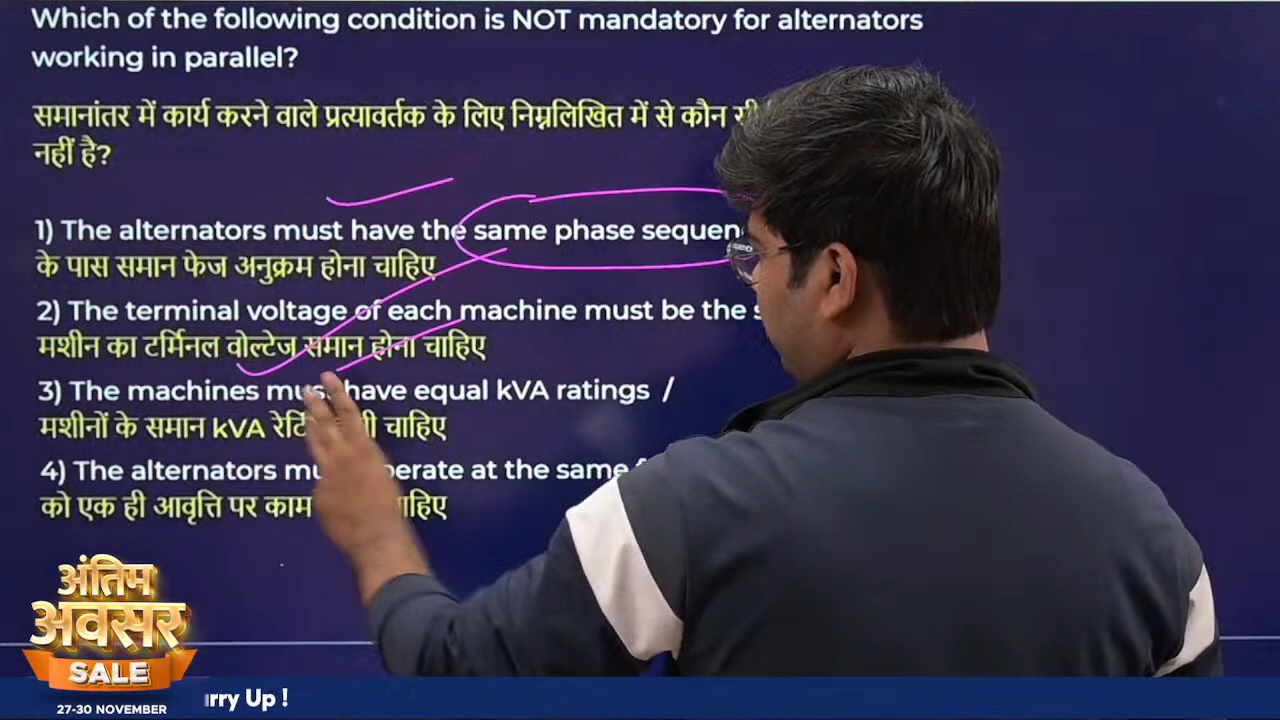 Which of the following condition is NOT mandatory for alternators
working in parallel?
समानांतर में कार्य करने वाले प्रत्यावर्तक के लिए निम्नलिखित में से कौन
नहीं है?
1) The alternators must have the same phase
के पास समान फेज अनुक्रम होना चाहिए
2) The terminal voltage of each machine must be the
मशीन का टर्मिनल वोल्टेज समान होना चाहिए
3) The machines must have equal kVA ratings /
मशीनों के समान kVA चाहिए
4) The alternators at the same
को एक ही आवृत्ति पर काम
अंतिम
अवसर
SALE
27-30 NOVEMBER
Up !